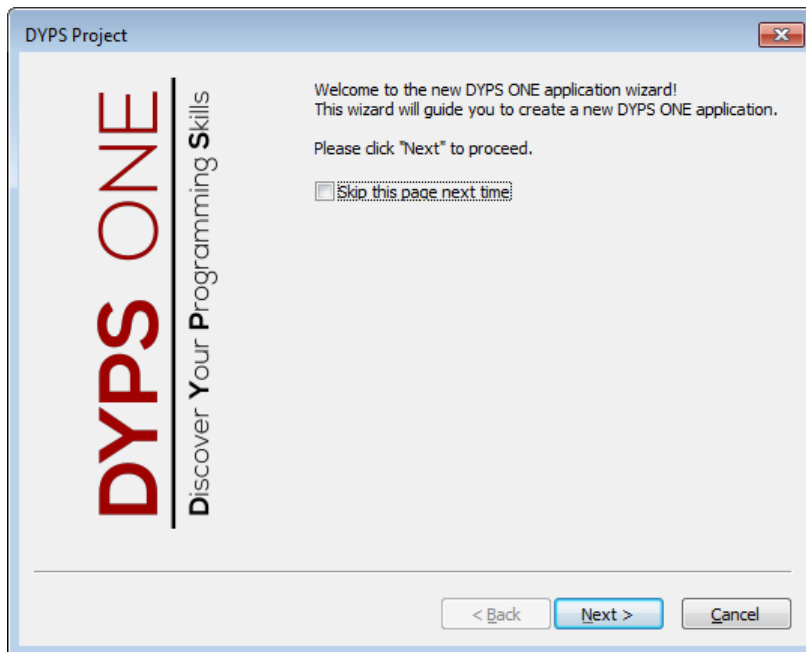 DYPS Project
DYPS ONE
Discover Your Programming Skills
Welcome to the new DYPS ONE application wizard!
This wizard will guide you to create a new DYPS ONE application.
Please click "Next" to proceed.
Skip this page next time
< Back
Next >
Cancel